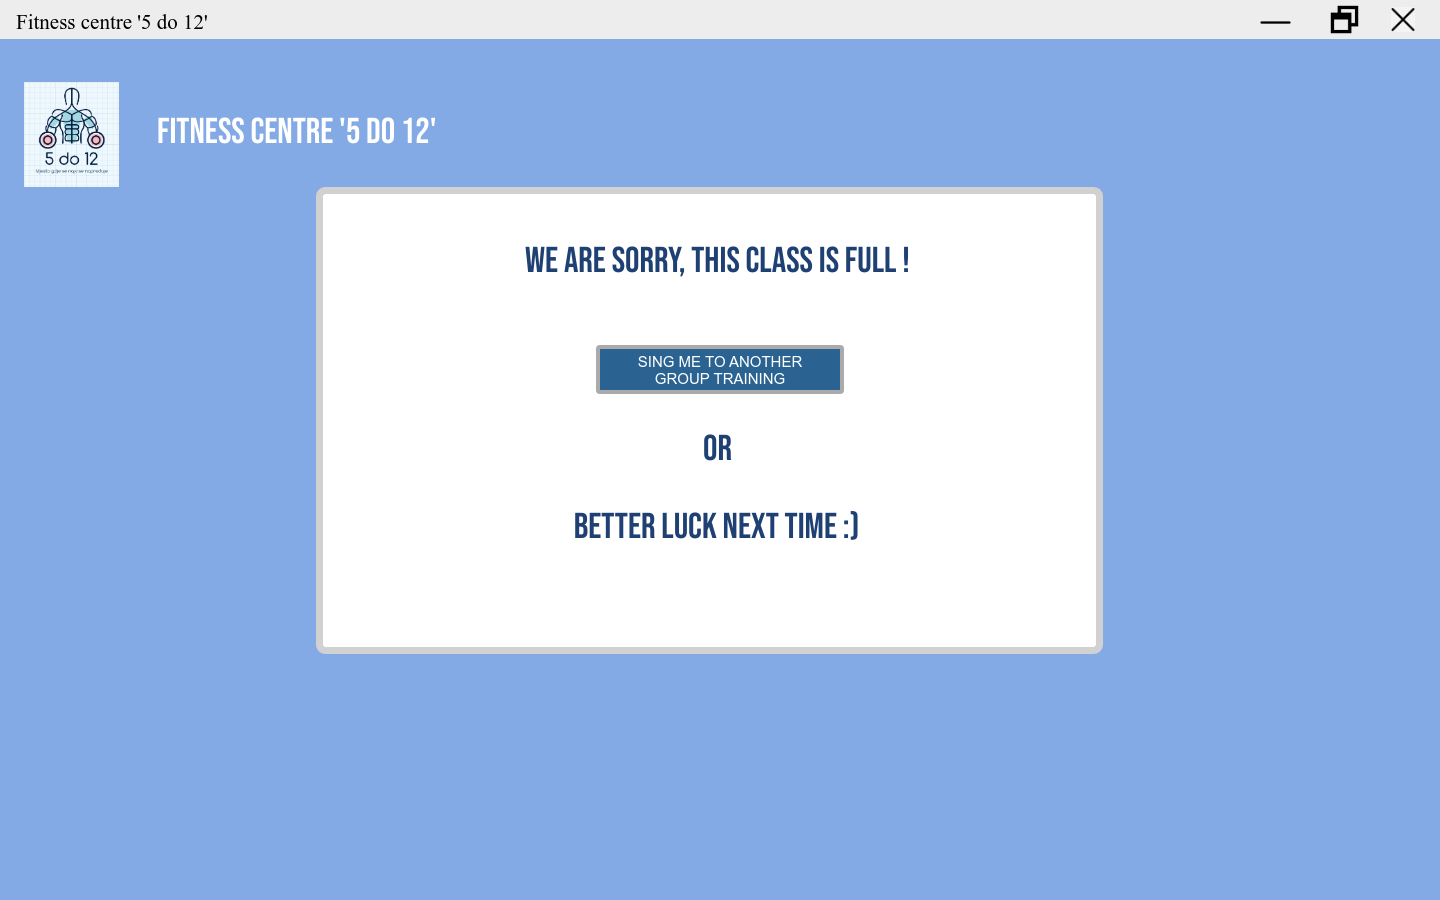 Fitness centre '5 do 12'
5 do 12
FITNESS CENTRE '5 DO 12'
WE ARE SORRY, THIS CLASS IS FULL !
SING ME TO ANOTHER
GROUP TRAINING
OR
BETTER LUCK NEXT TIME :)